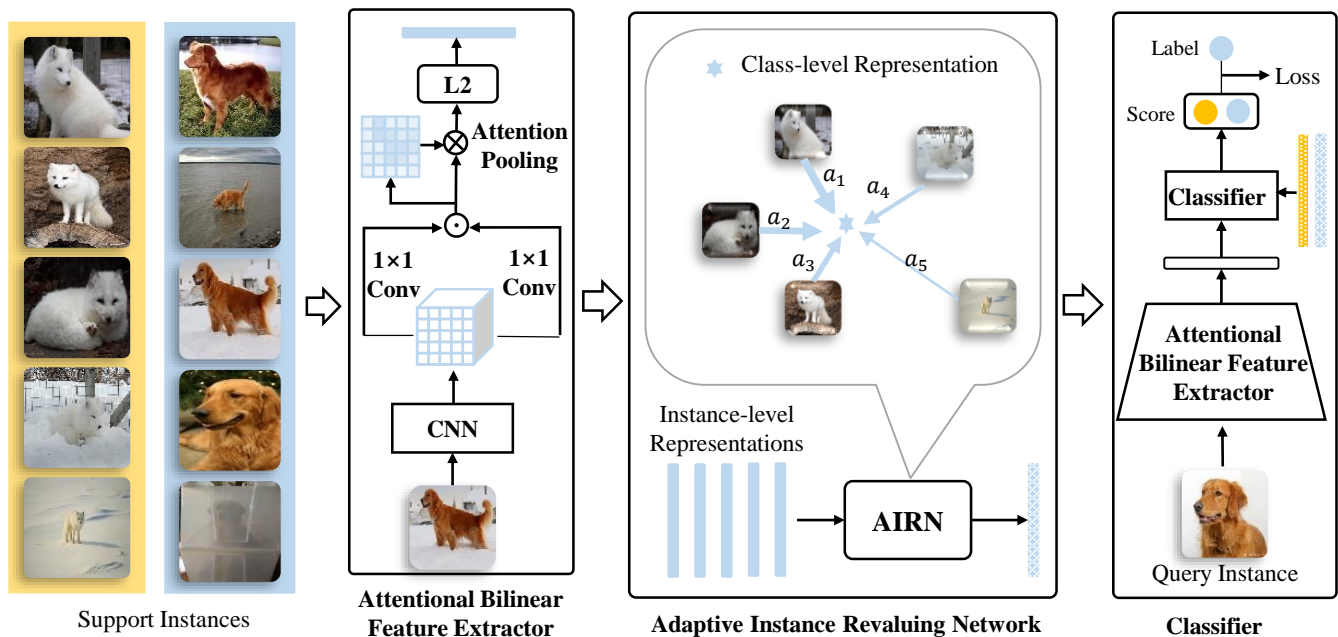 Support Instances
L2
Attention
Pooling
1×1
Conv
1×1
Conv
CNN
Attentional Bilinear
Feature Extractor
Class-level Representation
a₁
a₄
a₂
a₃
a₅
Instance-level
Representations
AIRN
Adaptive Instance Revaluing Network
Label
Loss
Score
Classifier
Attentional
Bilinear Feature
Extractor
Query Instance
Classifier